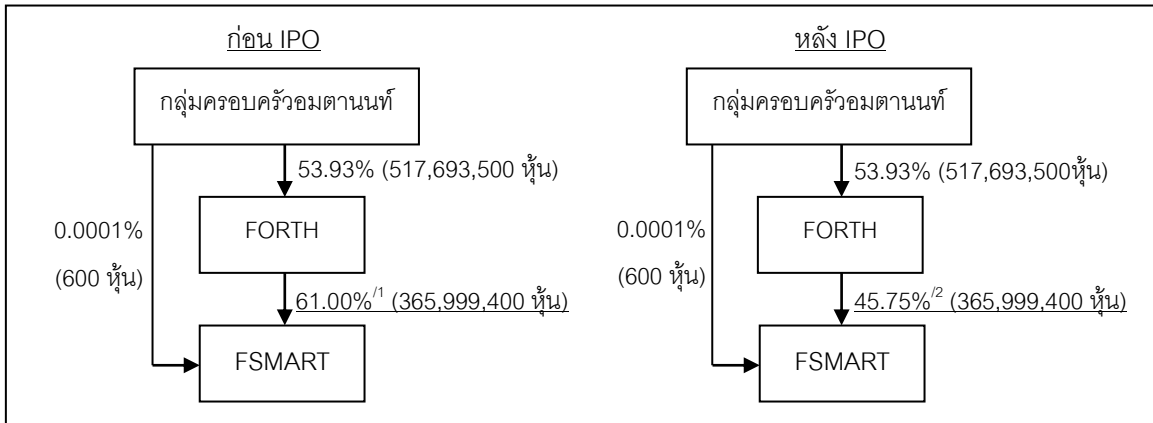 ก่อน IPO
กลุ่มครอบครัวอมตานนท์
53.93% (517,693,500 หุ้น)
FORTH
0.0001%
(600 หุ้น)
61.00%/1 (365,999,400 หุ้น)
FSMART
หลัง IPO
กลุ่มครอบครัวอมตานนท์
53.93% (517,693,500หุ้น)
FORTH
0.0001%
(600 หุ้น)
45.75%/2 (365,999,400 หุ้น)
FSMART